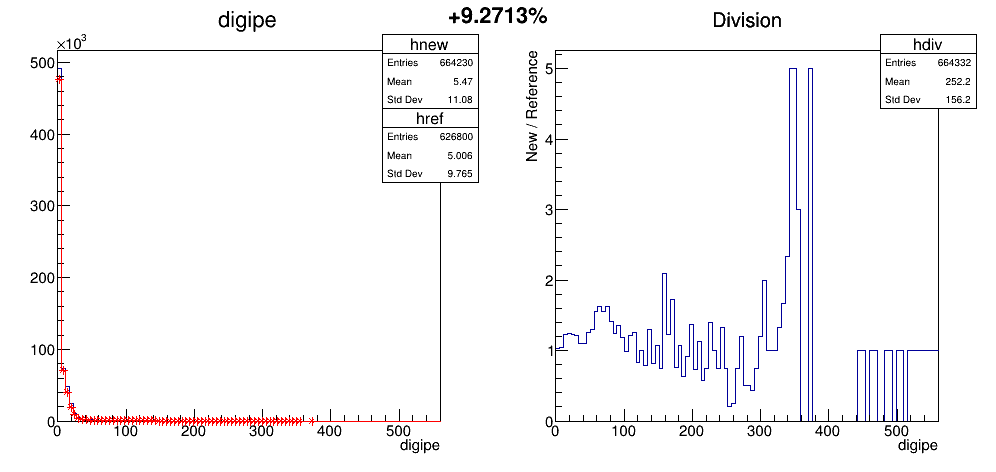 +9.2713%
digipe
×10³
hnew
Entries 664230
Mean 5.47
Std Dev 11.08
href
Entries 626800
Mean 5.006
Std Dev 9.765
500
400
300
200
100
0
0 100 200 300 400 500
digipe
Division
hdiv
Entries 664332
Mean 252.2
Std Dev 156.2
New / Reference
5
4
3
2
1
0
0 100 200 300 400 500
digipe